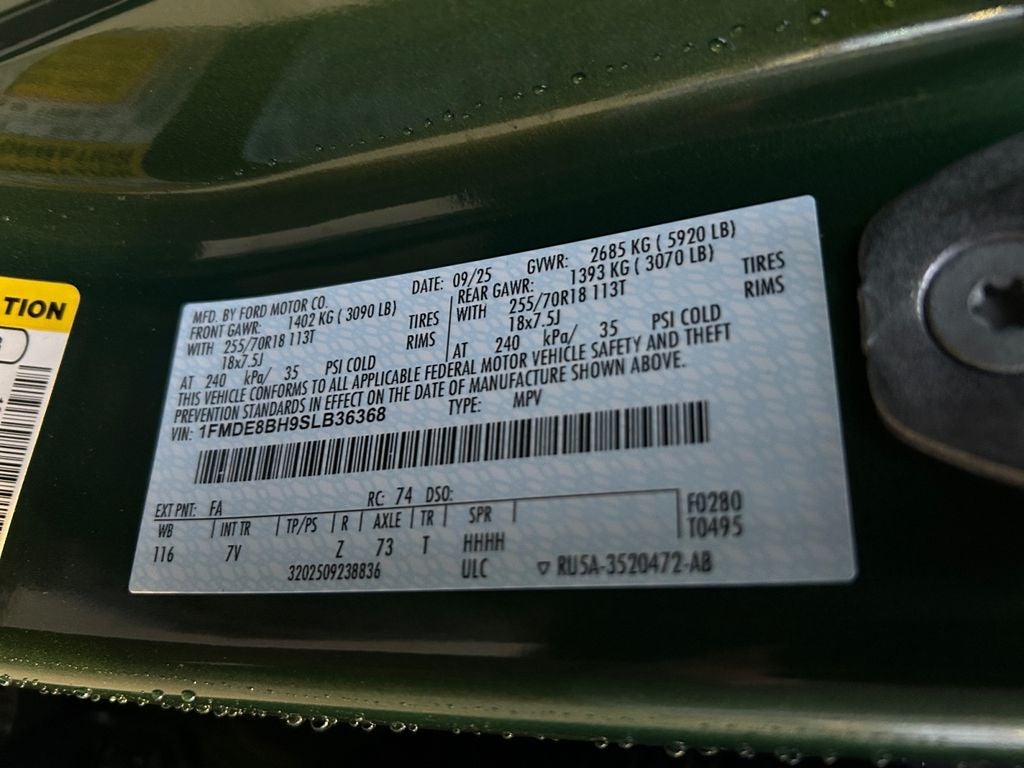 TION
MFD. BY FORD MOTOR CO. DATE: 09/25 GVWR: 2685 KG ( 5920 LB)
FRONT GAWR: 1402 KG ( 3090 LB) REAR GAWR: 1393 KG ( 3070 LB)
WITH 255/70R18 113T TIRES WITH 255/70R18 113T TIRES
18x7.5J RIMS 18x7.5J RIMS
AT 240 kPa/ 35 PSI COLD AT 240 kPa/ 35 PSI COLD
THIS VEHICLE CONFORMS TO ALL APPLICABLE FEDERAL MOTOR VEHICLE SAFETY AND THEFT
PREVENTION STANDARDS IN EFFECT ON THE DATE OF MANUFACTURE SHOWN ABOVE.
VIN: 1FMDE8BH9SLB36368 TYPE: MPV
EXT PNT: FA RC: 74 DSO: F0280
WB INT TR TP/PS R AXLE TR SPR T0495
116 7V Z 73 T HHHH
3202509238836 ULC ▽ RU5A-3520472-AB